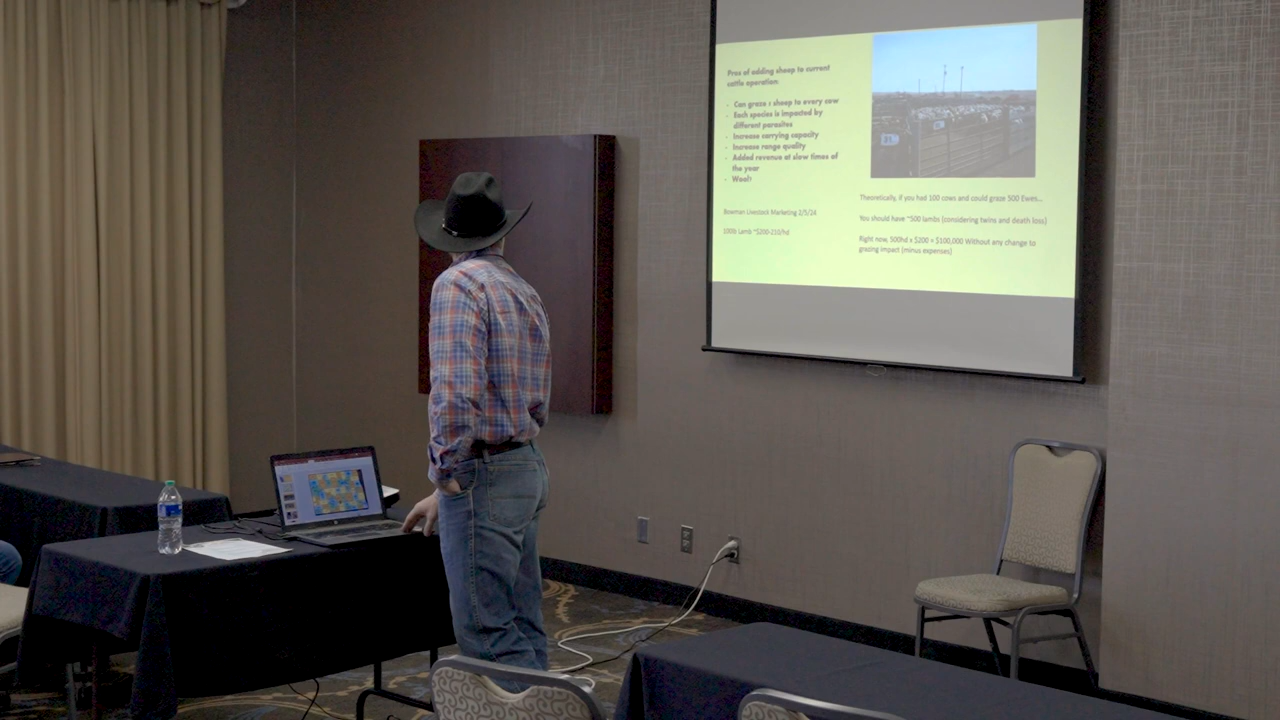 Pros of adding sheep to current
cattle operation:
- Can graze 5 sheep to every cow
- Each species is impacted by
different parasites
- Increase carrying capacity
- Increase range quality
- Added revenue at slow times of
the year
- Wool?
Bowman Livestock Marketing 2/5/24
100lb Lamb ~$200-210/hd
31
Theoretically, if you had 100 cows and could graze 500 Ewes...
You should have ~500 lambs (considering twins and death loss)
Right now, 500hd x $200 = $100,000 Without any change to
grazing impact (minus expenses)